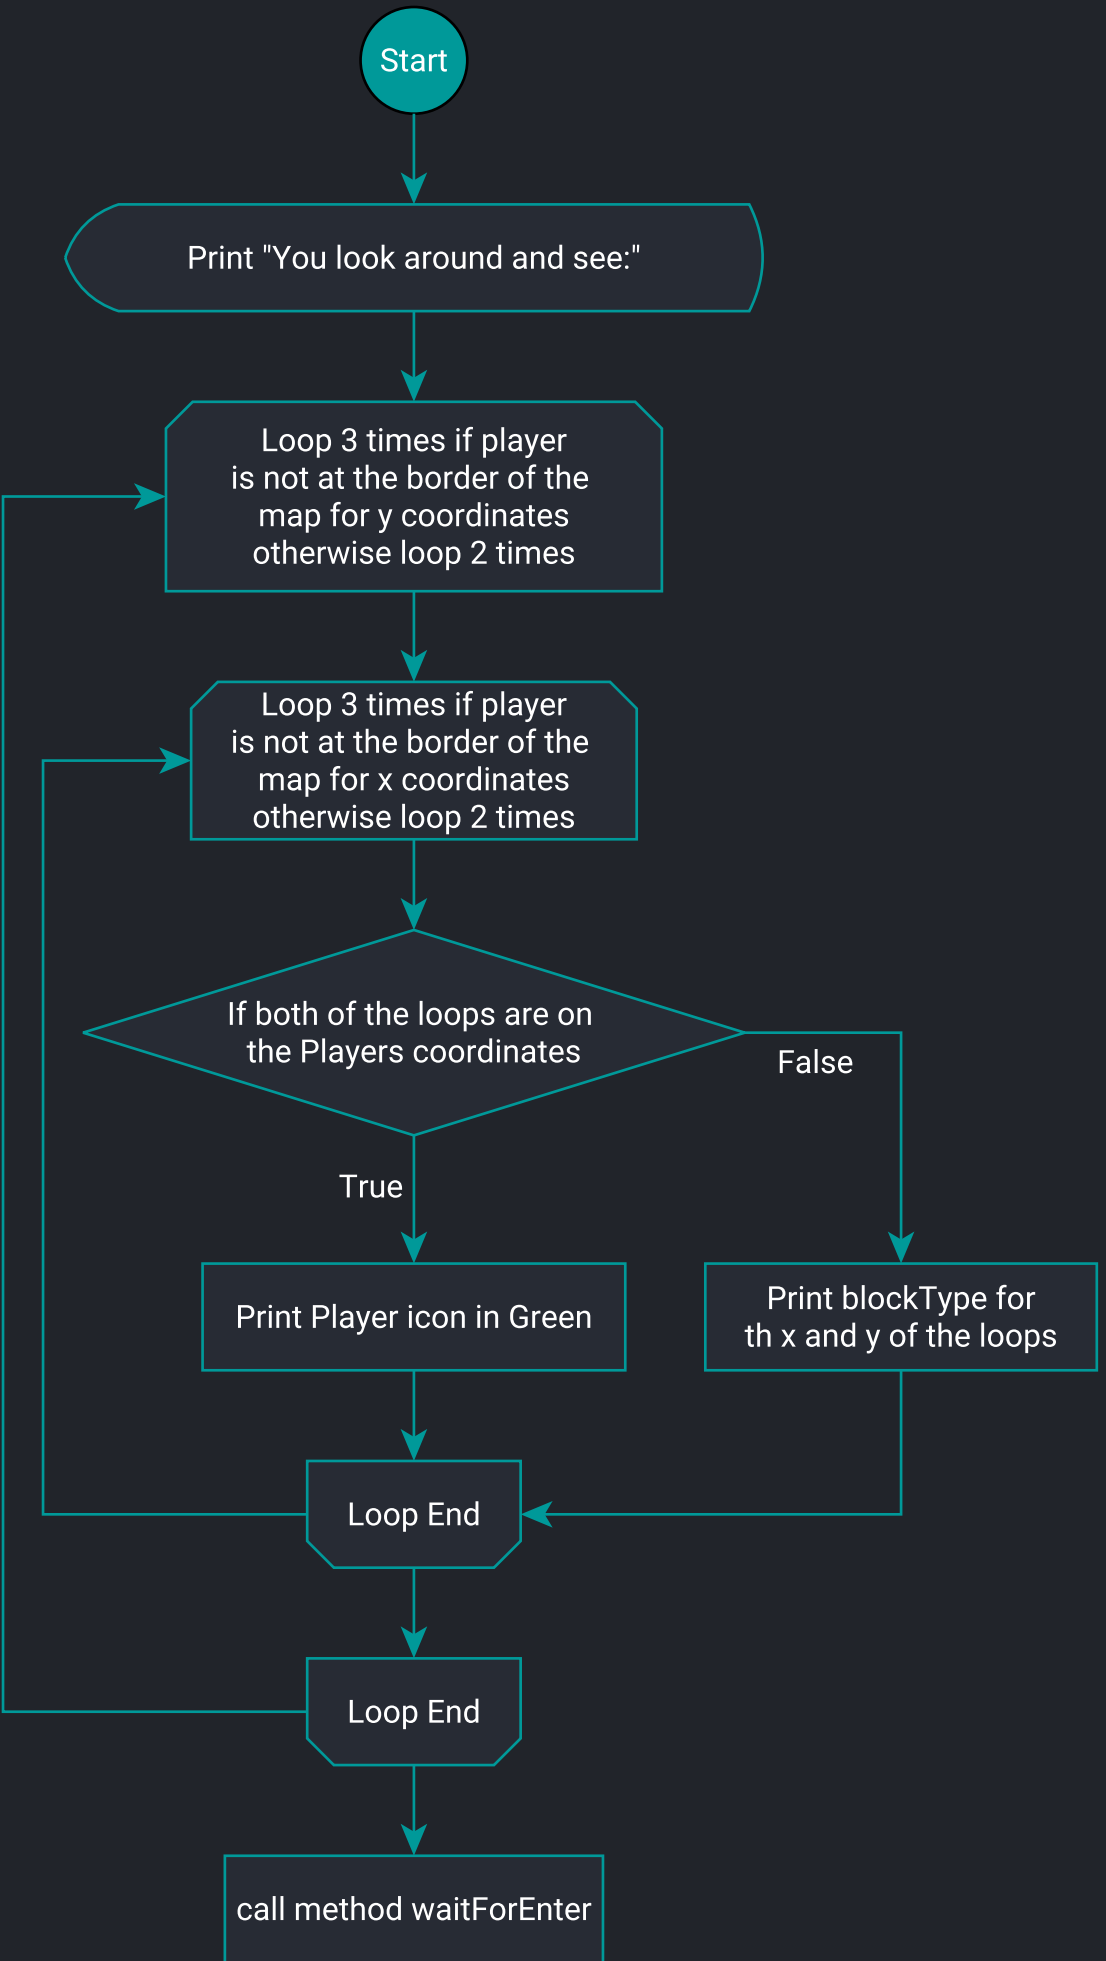 Start
Print "You look around and see:"
Loop 3 times if player
is not at the border of the
map for y coordinates
otherwise loop 2 times
Loop 3 times if player
is not at the border of the
map for x coordinates
otherwise loop 2 times
If both of the loops are on
the Players coordinates
False
True
Print Player icon in Green
Print blockType for
th x and y of the loops
Loop End
Loop End
call method waitForEnter